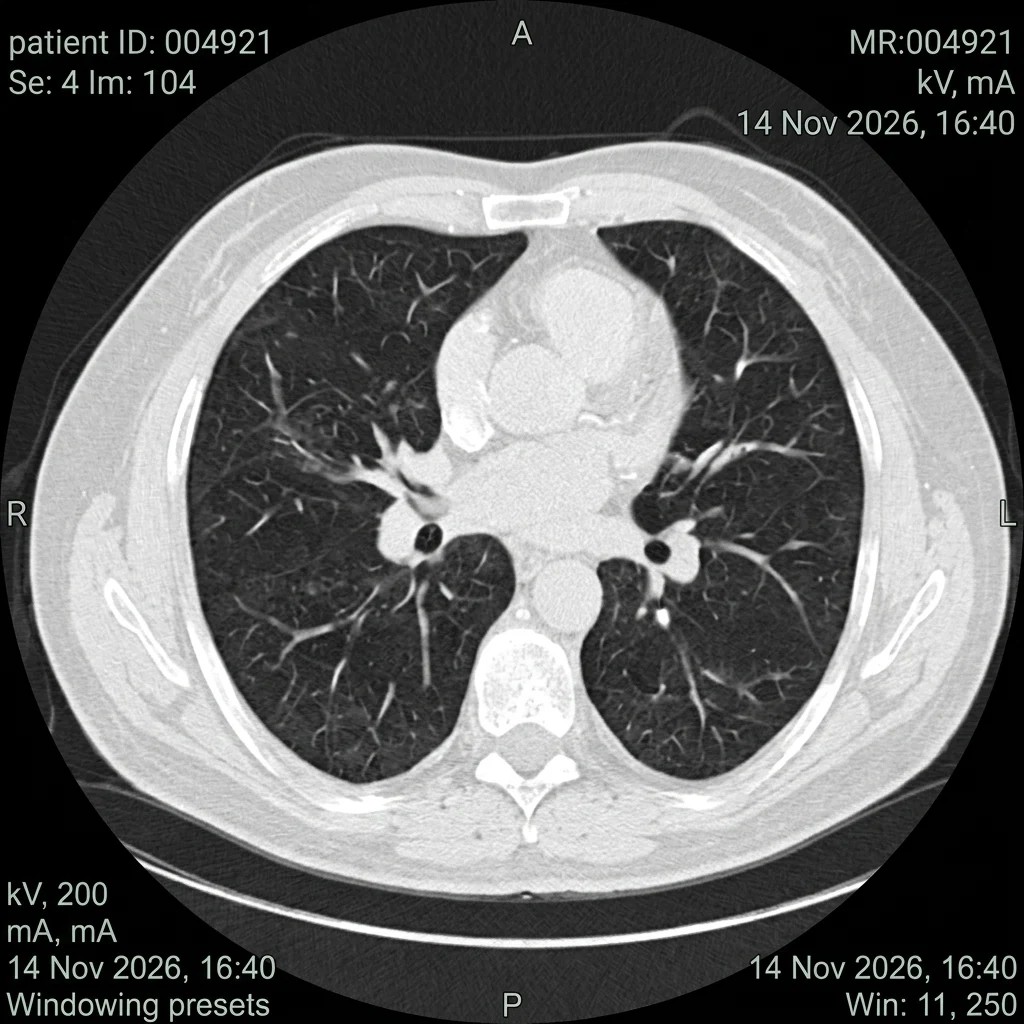 patient ID: 004921
Se: 4 Im: 104
A
MR:004921
kV, mA
14 Nov 2026, 16:40
R
L
kV, 200
mA, mA
14 Nov 2026, 16:40
Windowing presets
P
14 Nov 2026, 16:40
Win: 11, 250